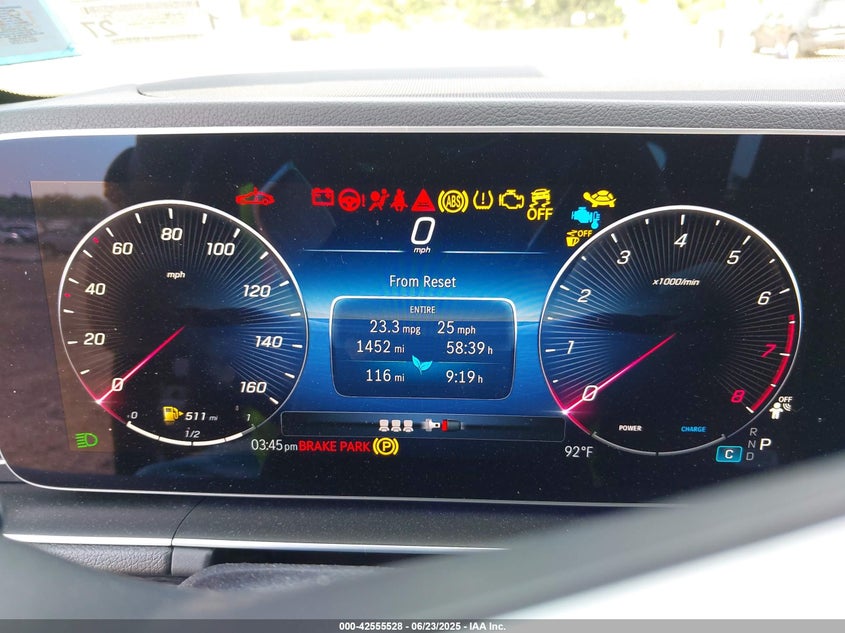 27
ABS
OFF
OFF
0
mph
From Reset
ENTIRE
23.3 mpg 25 mph
1452 mi 58:39 h
116 mi 9:19 h
0
20
40
60
80
100
120
140
160
mph
0
1/2
1
511 mi
0
1
2
3
4
5
6
7
8
x1000/min
POWER
CHARGE
OFF
03:45 pm BRAKE PARK P
92°F
C
R
N
D
P
000-42555528 - 06/23/2025 - IAA Inc.